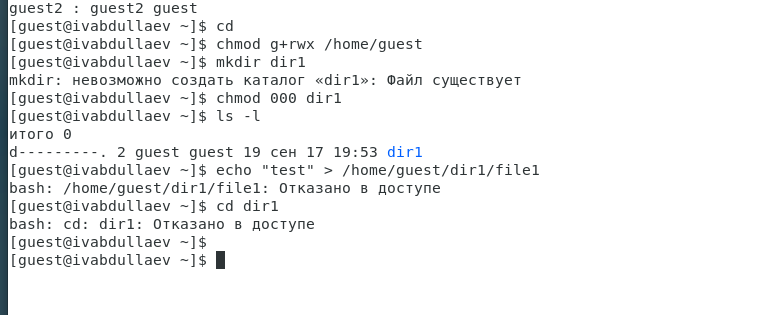 guest2 : guest2 guest
[guest@ivabdullaev ~]$ cd
[guest@ivabdullaev ~]$ chmod g+rwx /home/guest
[guest@ivabdullaev ~]$ mkdir dir1
mkdir: невозможно создать каталог «dir1»: Файл существует
[guest@ivabdullaev ~]$ chmod 000 dir1
[guest@ivabdullaev ~]$ ls -l
итого 0
d---------. 2 guest guest 19 сен 17 19:53 dir1
[guest@ivabdullaev ~]$ echo "test" > /home/guest/dir1/file1
bash: /home/guest/dir1/file1: Отказано в доступе
[guest@ivabdullaev ~]$ cd dir1
bash: cd: dir1: Отказано в доступе
[guest@ivabdullaev ~]$
[guest@ivabdullaev ~]$